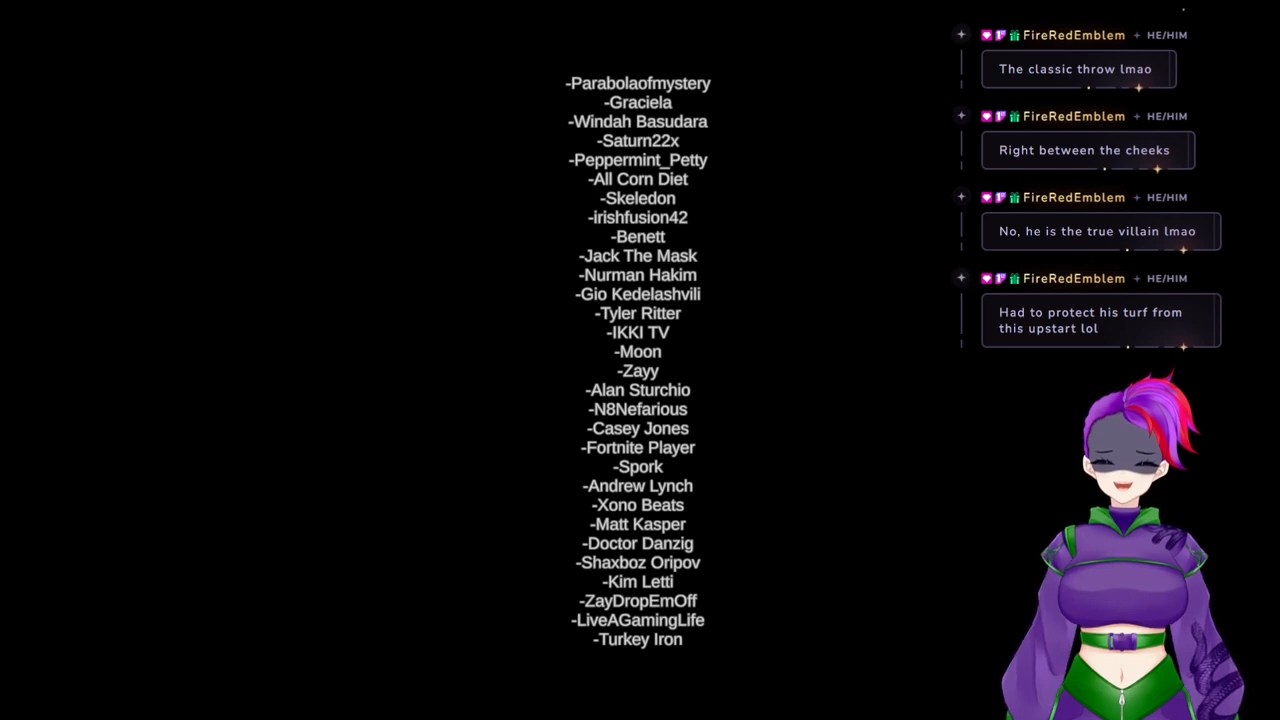 -Parabolaofmystery
-Graciela
-Windah Basudara
-Saturn22x
-Peppermint_Petty
-All Corn Diet
-Skeledon
-irishfusion42
-Benett
-Jack The Mask
-Nurman Hakim
-Gio Kedelashvili
-Tyler Ritter
-IKKI TV
-Moon
-Zayy
-Alan Sturchio
-N8Nefarious
-Casey Jones
-Fortnite Player
-Spork
-Andrew Lynch
-Xono Beats
-Matt Kasper
-Doctor Danzig
-Shaxboz Oripov
-Kim Letti
-ZayDropEmOff
-LiveAGamingLife
-Turkey Iron
FireRedEmblem HE/HIM
The classic throw lmao
FireRedEmblem HE/HIM
Right between the cheeks
FireRedEmblem HE/HIM
No, he is the true villain lmao
FireRedEmblem HE/HIM
Had to protect his turf from
this upstart lol